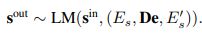 s^out ∼ LM(s^in, (E_s, De, E′_s)).